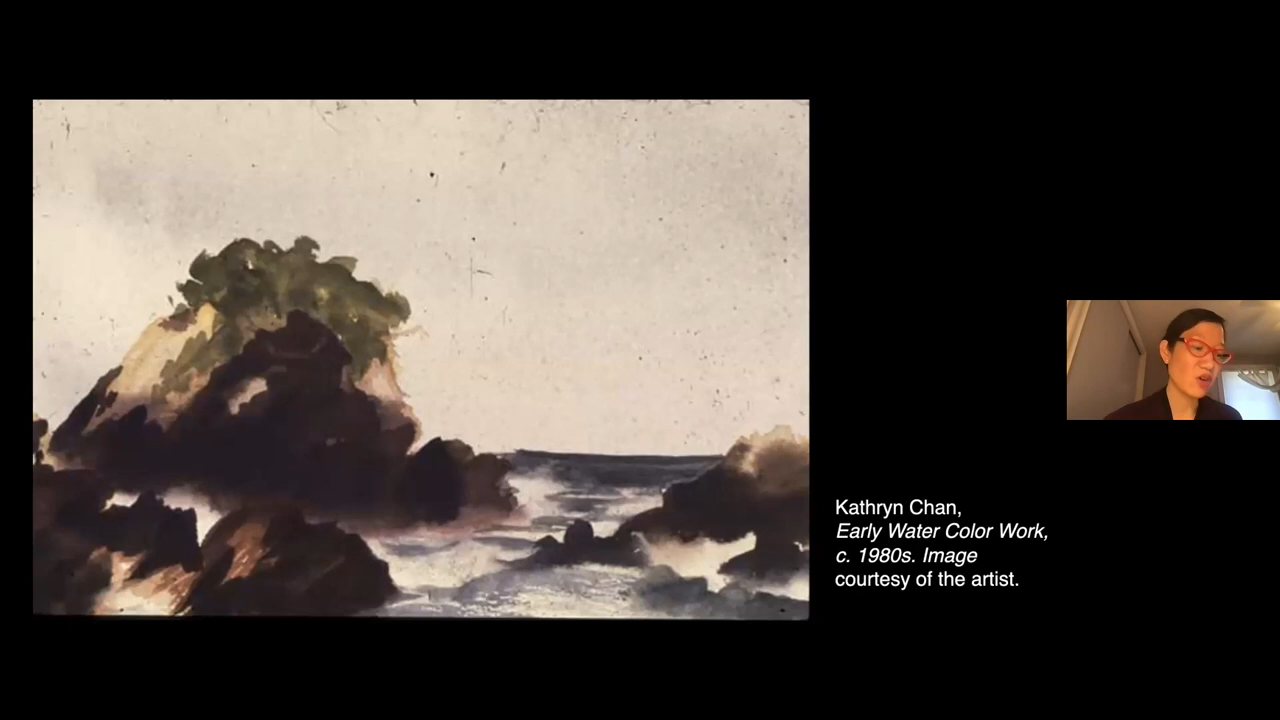 Kathryn Chan,
Early Water Color Work,
c. 1980s. Image
courtesy of the artist.